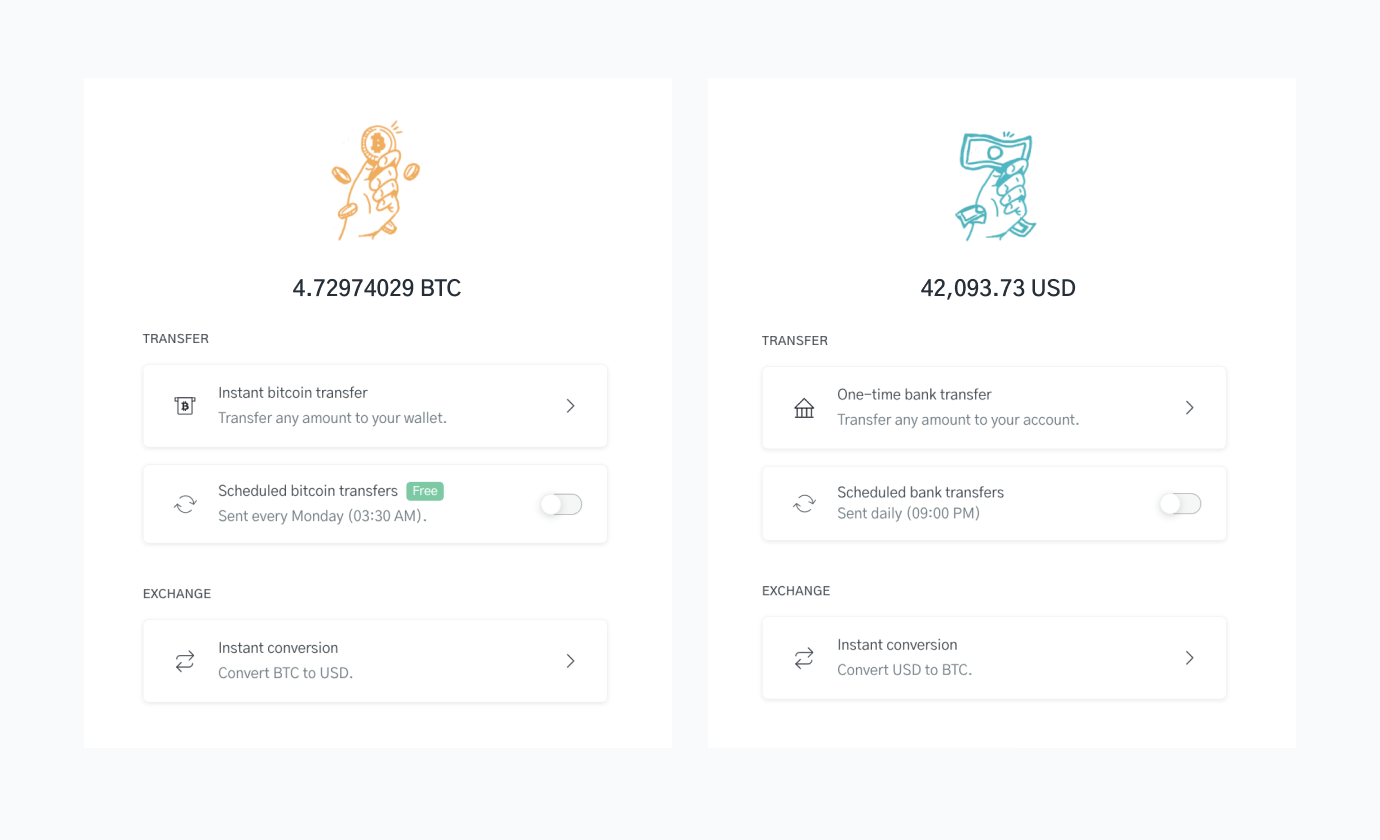 4.72974029 BTC
TRANSFER
Instant bitcoin transfer
Transfer any amount to your wallet.
Scheduled bitcoin transfers Free
Sent every Monday (03:30 AM).
EXCHANGE
Instant conversion
Convert BTC to USD.
42,093.73 USD
TRANSFER
One-time bank transfer
Transfer any amount to your account.
Scheduled bank transfers
Sent daily (09:00 PM)
EXCHANGE
Instant conversion
Convert USD to BTC.